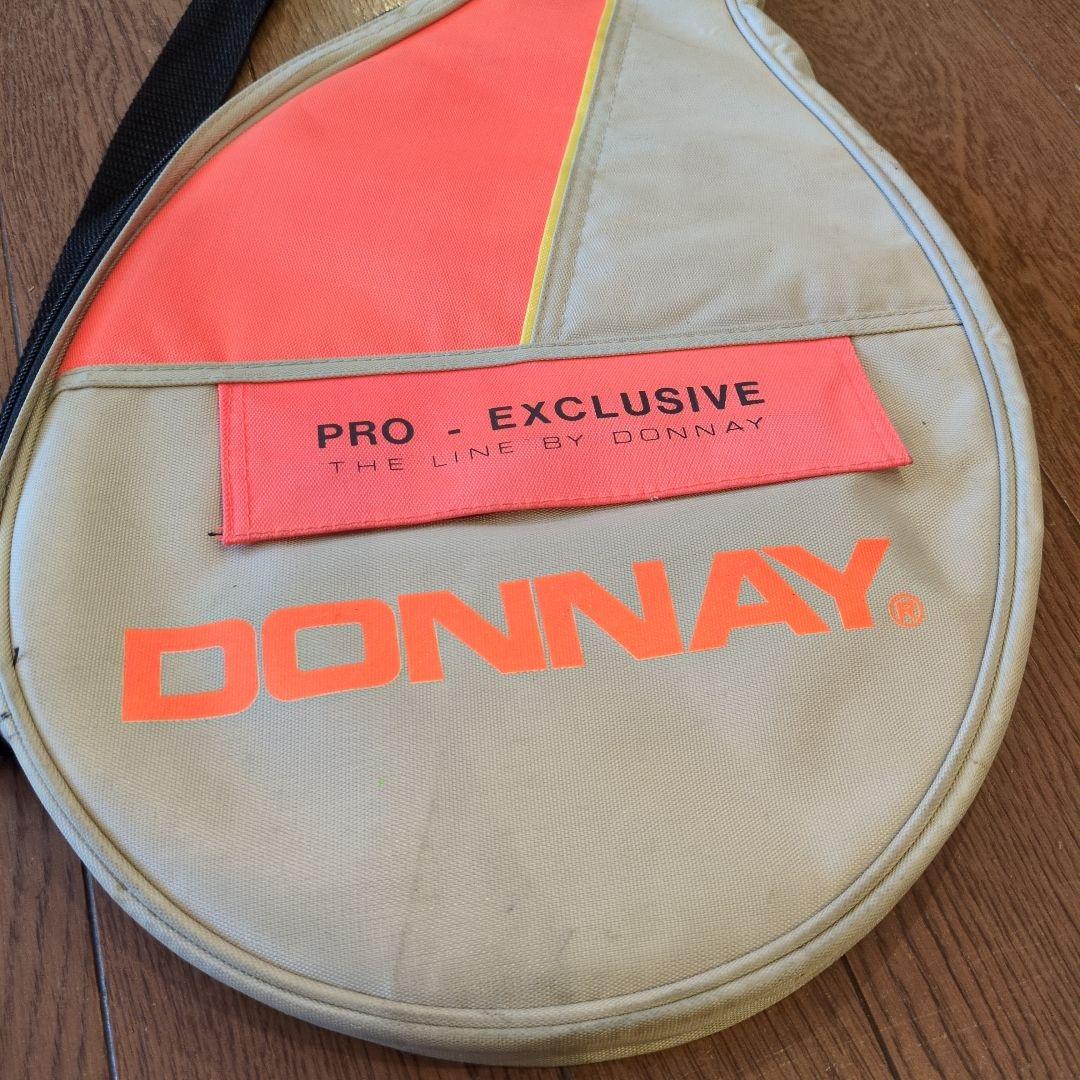 PRO - EXCLUSIVE
THE LINE BY DONNAY
DONNAY®